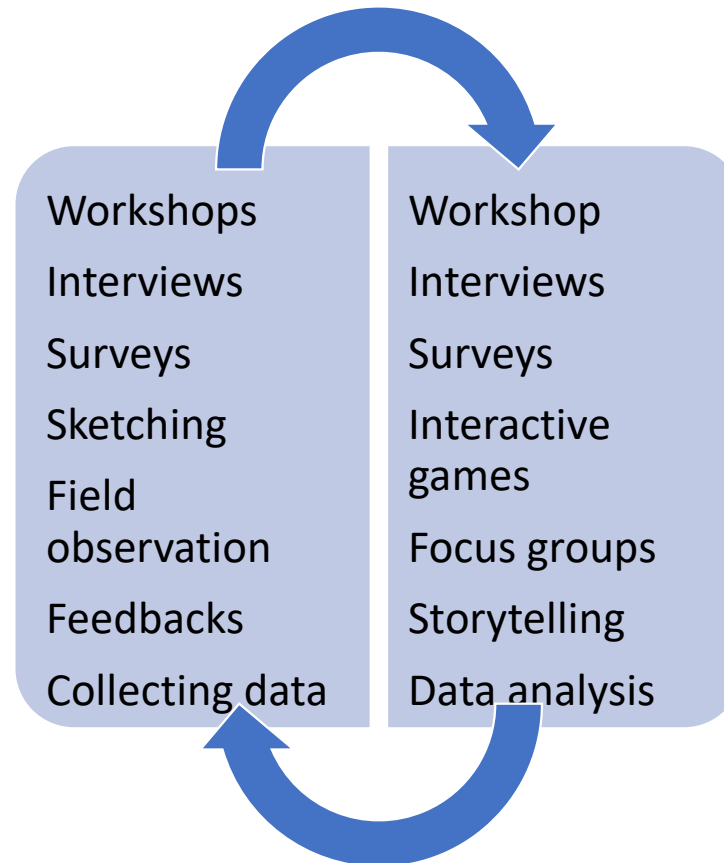 Workshops
Interviews
Surveys
Sketching
Field
observation
Feedbacks
Collecting data
Workshop
Interviews
Surveys
Interactive
games
Focus groups
Storytelling
Data analysis